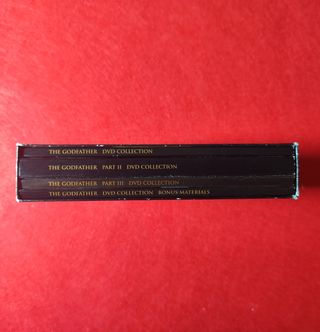 THE GODFATHER DVD COLLECTION
THE GODFATHER PART II DVD COLLECTION
THE GODFATHER PART III DVD COLLECTION
THE GODFATHER DVD COLLECTION BONUS MATERIALS